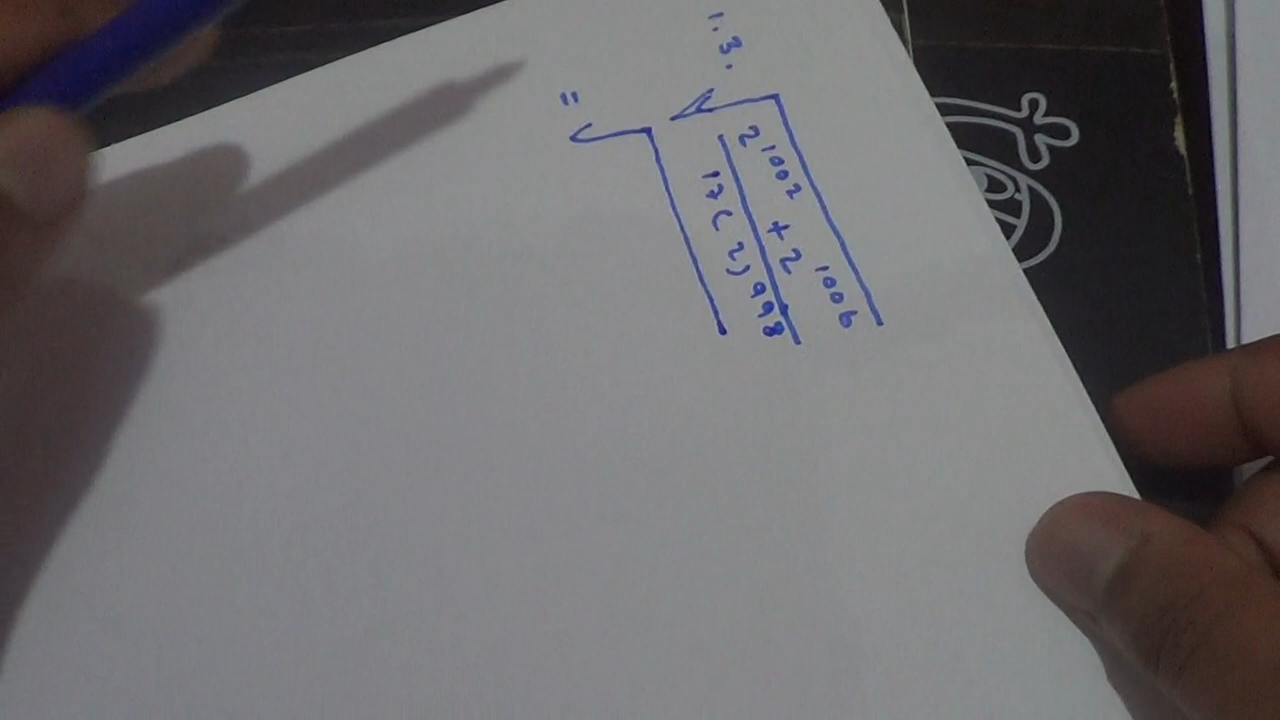 1.3.
√(2^1002 + 2^1006 / 17(2)^998)
= √